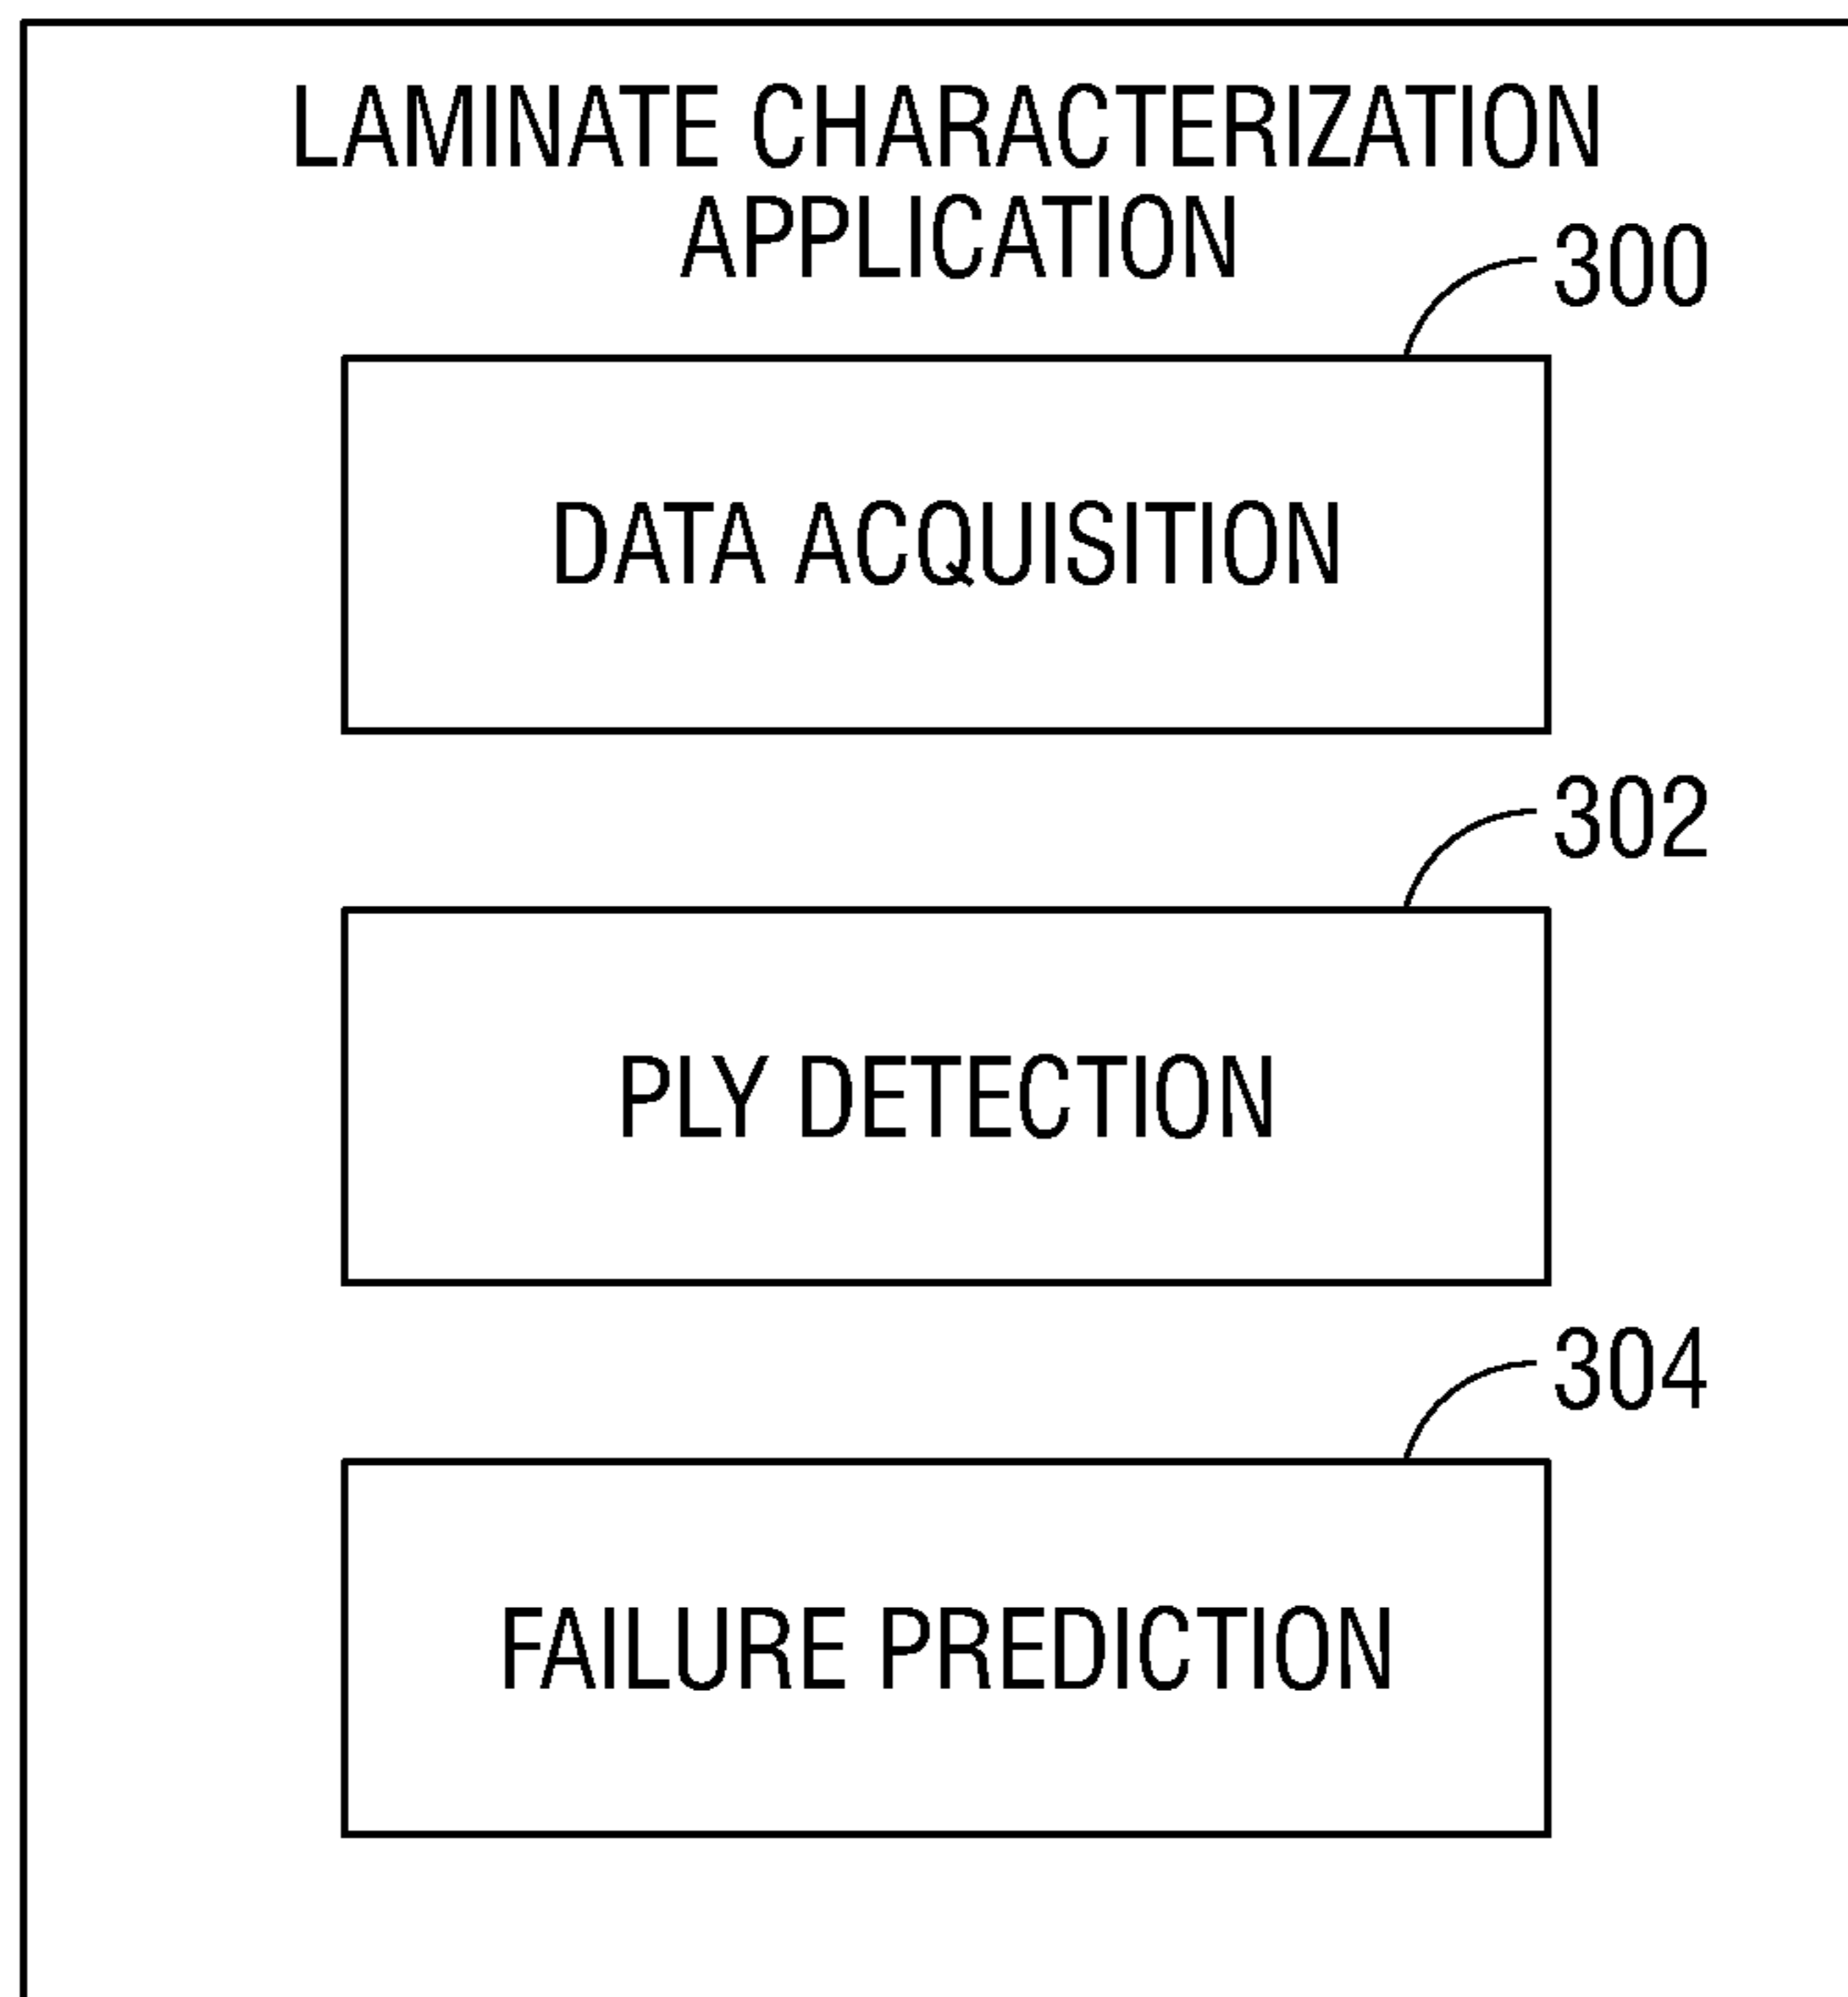 LAMINATE CHARACTERIZATION
APPLICATION
300
DATA ACQUISITION
302
PLY DETECTION
304
FAILURE PREDICTION